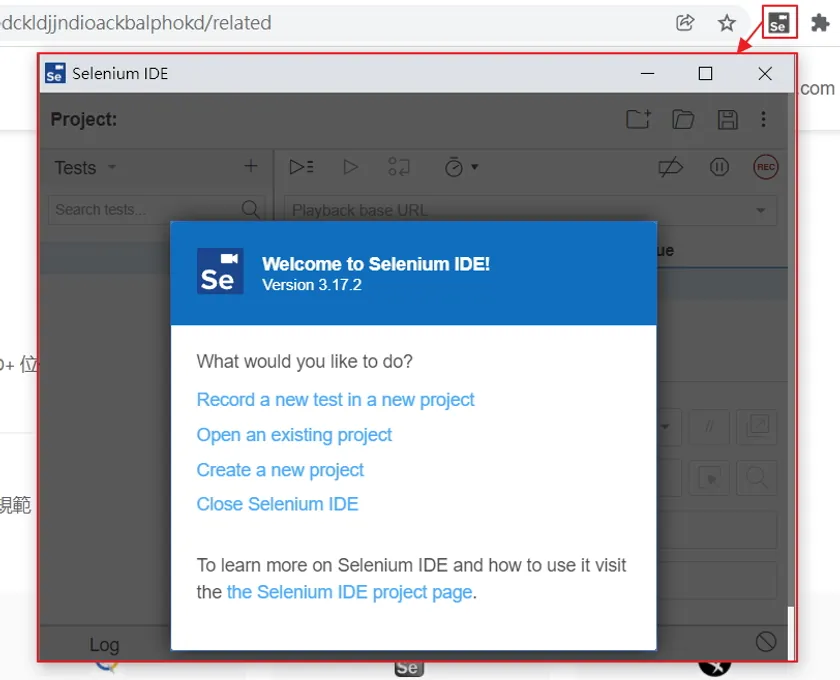 dckldjjndioackbalphokd/related
Se
Se Selenium IDE
.com
Project:
Tests
REC
Search tests...
Playback base URL
ue
Se
Welcome to Selenium IDE!
Version 3.17.2
What would you like to do?
Record a new test in a new project
Open an existing project
Create a new project
Close Selenium IDE
To learn more on Selenium IDE and how to use it visit
the the Selenium IDE project page.
+ 位
//
規範
Log
Se